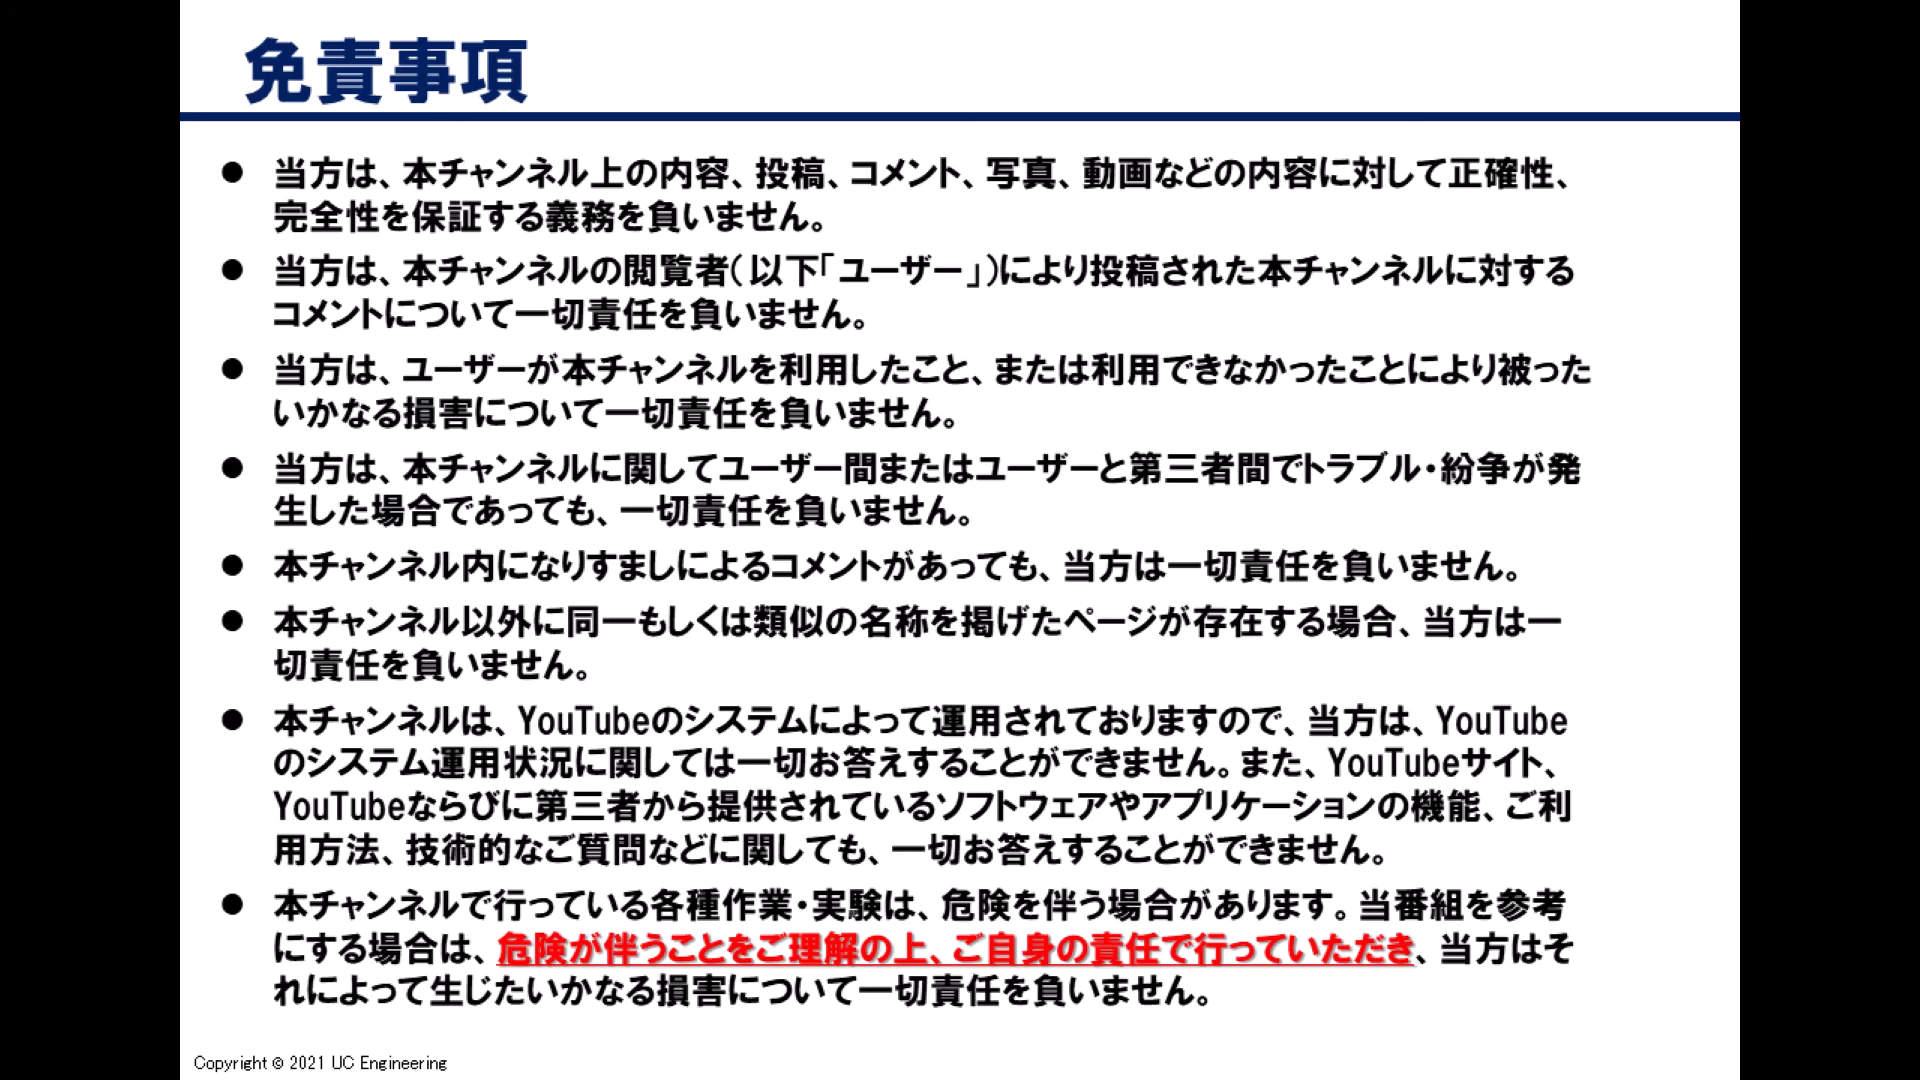 免責事項
● 当方は、本チャンネル上の内容、投稿、コメント、写真、動画などの内容に対して正確性、
完全性を保証する義務を負いません。
● 当方は、本チャンネルの閲覧者(以下「ユーザー」)により投稿された本チャンネルに対する
コメントについて一切責任を負いません。
● 当方は、ユーザーが本チャンネルを利用したこと、または利用できなかったことにより被った
いかなる損害について一切責任を負いません。
● 当方は、本チャンネルに関してユーザー間またはユーザーと第三者間でトラブル・紛争が発
生した場合であっても、一切責任を負いません。
● 本チャンネル内になりすましによるコメントがあっても、当方は一切責任を負いません。
● 本チャンネル以外に同一もしくは類似の名称を掲げたページが存在する場合、当方は一
切責任を負いません。
● 本チャンネルは、YouTubeのシステムによって運用されておりますので、当方は、YouTube
のシステム運用状況に関しては一切お答えすることができません。また、YouTubeサイト、
YouTubeならびに第三者から提供されているソフトウェアやアプリケーションの機能、ご利
用方法、技術的なご質問などに関しても、一切お答えすることができません。
● 本チャンネルで行っている各種作業・実験は、危険を伴う場合があります。当番組を参考
にする場合は、危険が伴うことをご理解の上、ご自身の責任で行っていただき、当方はそ
れによって生じたいかなる損害について一切責任を負いません。
Copyright © 2021 UC Engineering